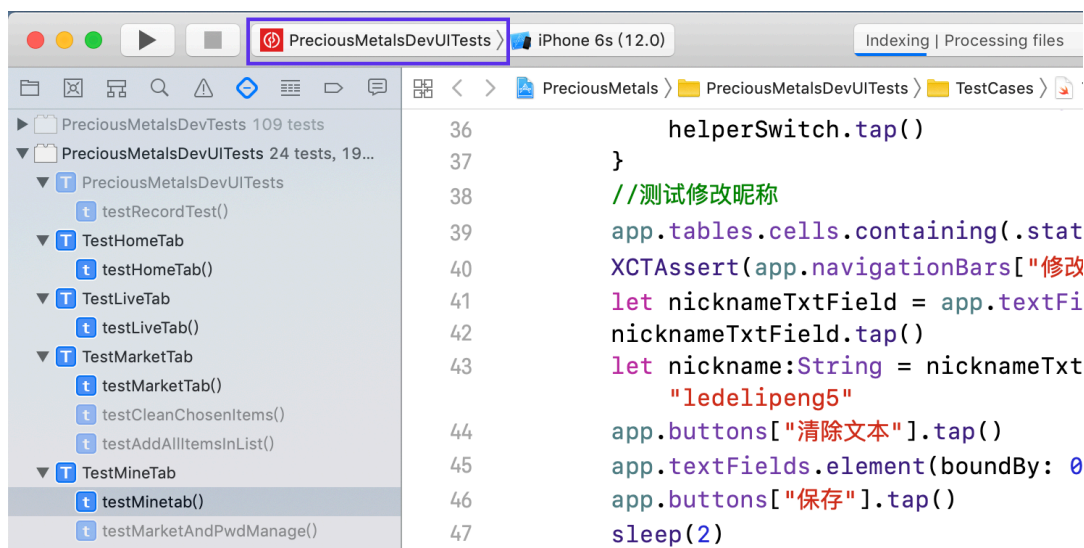 PreciousMetalsDevUITests iPhone 6s (12.0) Indexing | Processing files
PreciousMetals PreciousMetalsDevUITests TestCases
PreciousMetalsDevTests 109 tests
PreciousMetalsDevUITests 24 tests, 19...
PreciousMetalsDevUITests
testRecordTest()
TestHomeTab
testHomeTab()
TestLiveTab
testLiveTab()
TestMarketTab
testMarketTab()
testCleanChosenItems()
testAddAllItemsInList()
TestMineTab
testMinetab()
testMarketAndPwdManage()
36 helperSwitch.tap()
37 }
38 //测试修改昵称
39 app.tables.cells.containing(.stat
40 XCTAssert(app.navigationBars["修改
41 let nicknameTxtField = app.textFi
42 nicknameTxtField.tap()
43 let nickname:String = nicknameTxt
"ledelipeng5"
44 app.buttons["清除文本"].tap()
45 app.textFields.element(boundBy: 0
46 app.buttons["保存"].tap()
47 sleep(2)